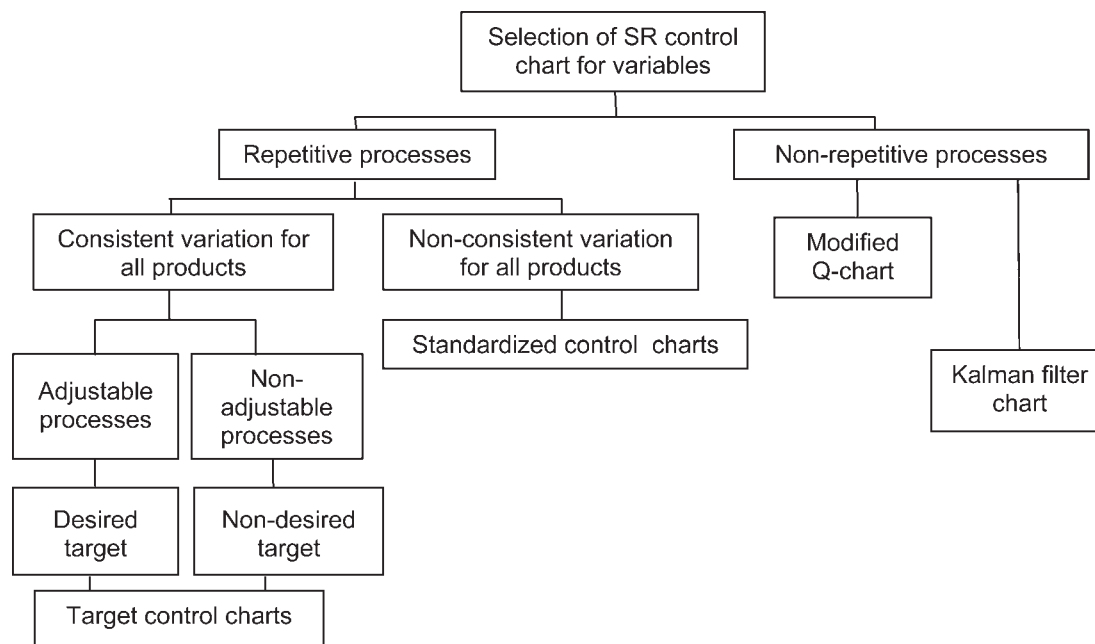 Selection of SR control
chart for variables
Repetitive processes
Non-repetitive processes
Consistent variation for
all products
Non-consistent variation
for all products
Modified
Q-chart
Standardized control charts
Adjustable
processes
Non-
adjustable
processes
Kalman filter
chart
Desired
target
Non-desired
target
Target control charts